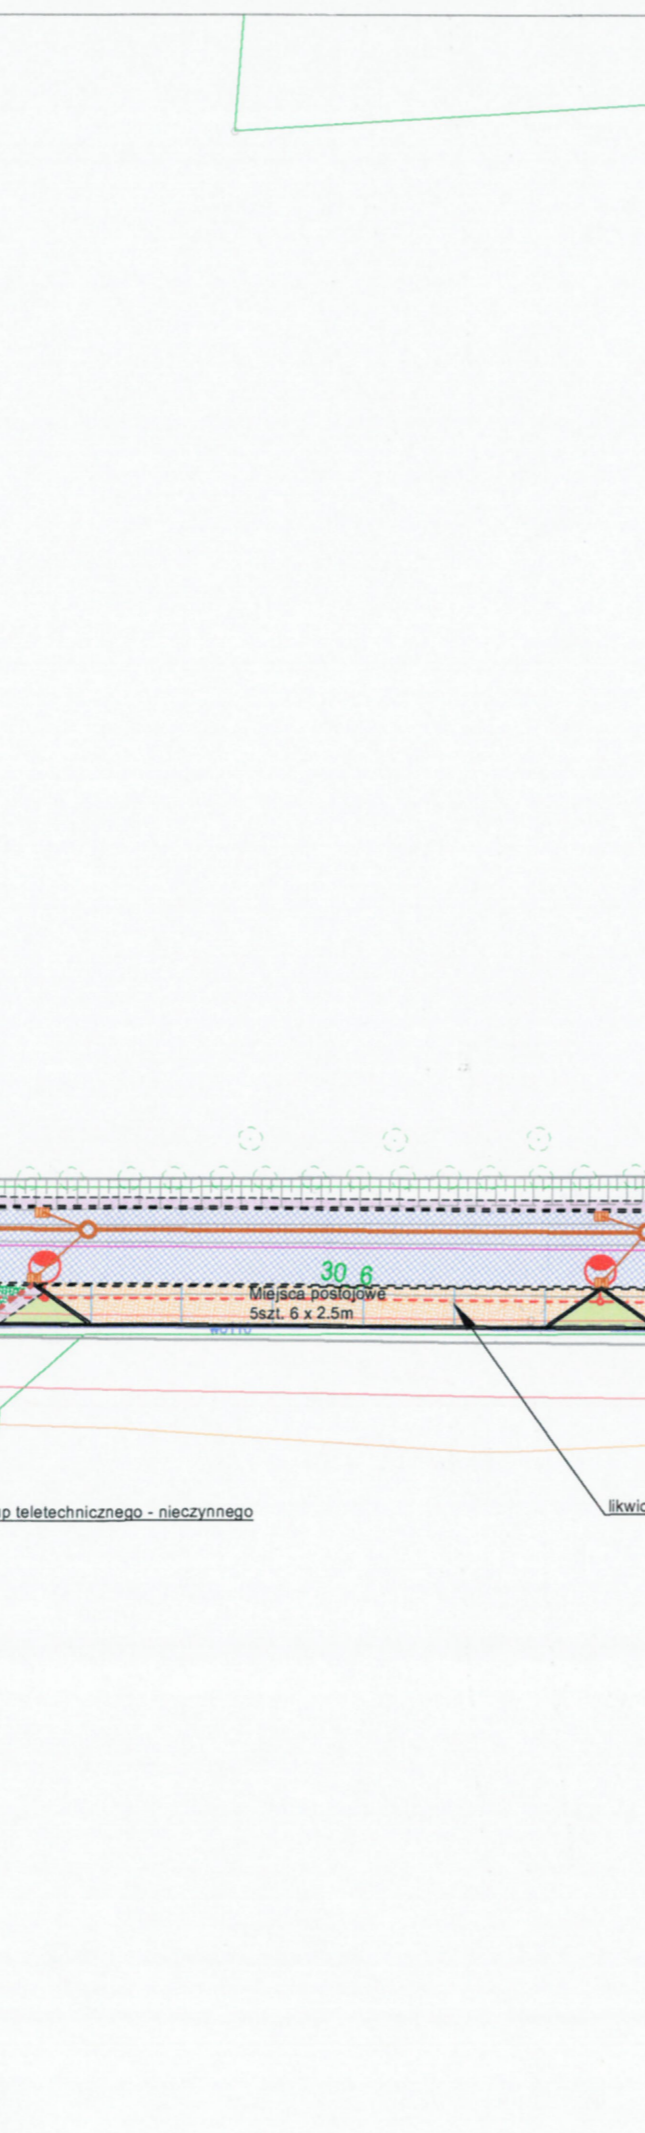 30 6
Miejsca postojowe
5szt. 6 x 2.5m
p teletechnicznego - nieczynnego
likwid